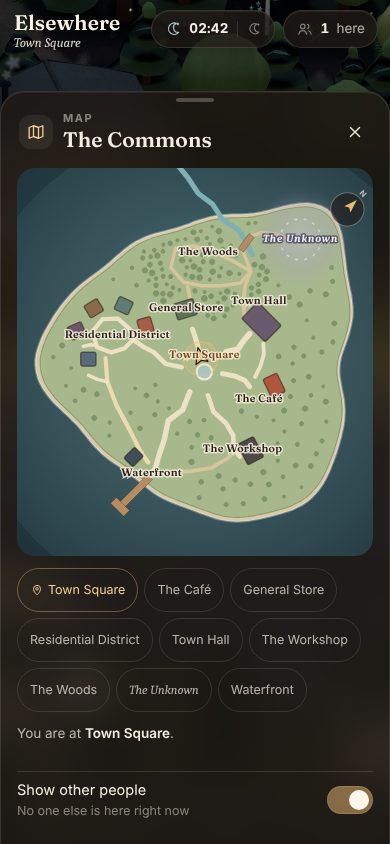 Elsewhere
Town Square
02:42
1 here
MAP
The Commons
N
The Unknown
The Woods
General Store
Town Hall
Residential District
Town Square
The Café
The Workshop
Waterfront
Town Square
The Café
General Store
Residential District
Town Hall
The Workshop
The Woods
The Unknown
Waterfront
You are at Town Square.
Show other people
No one else is here right now